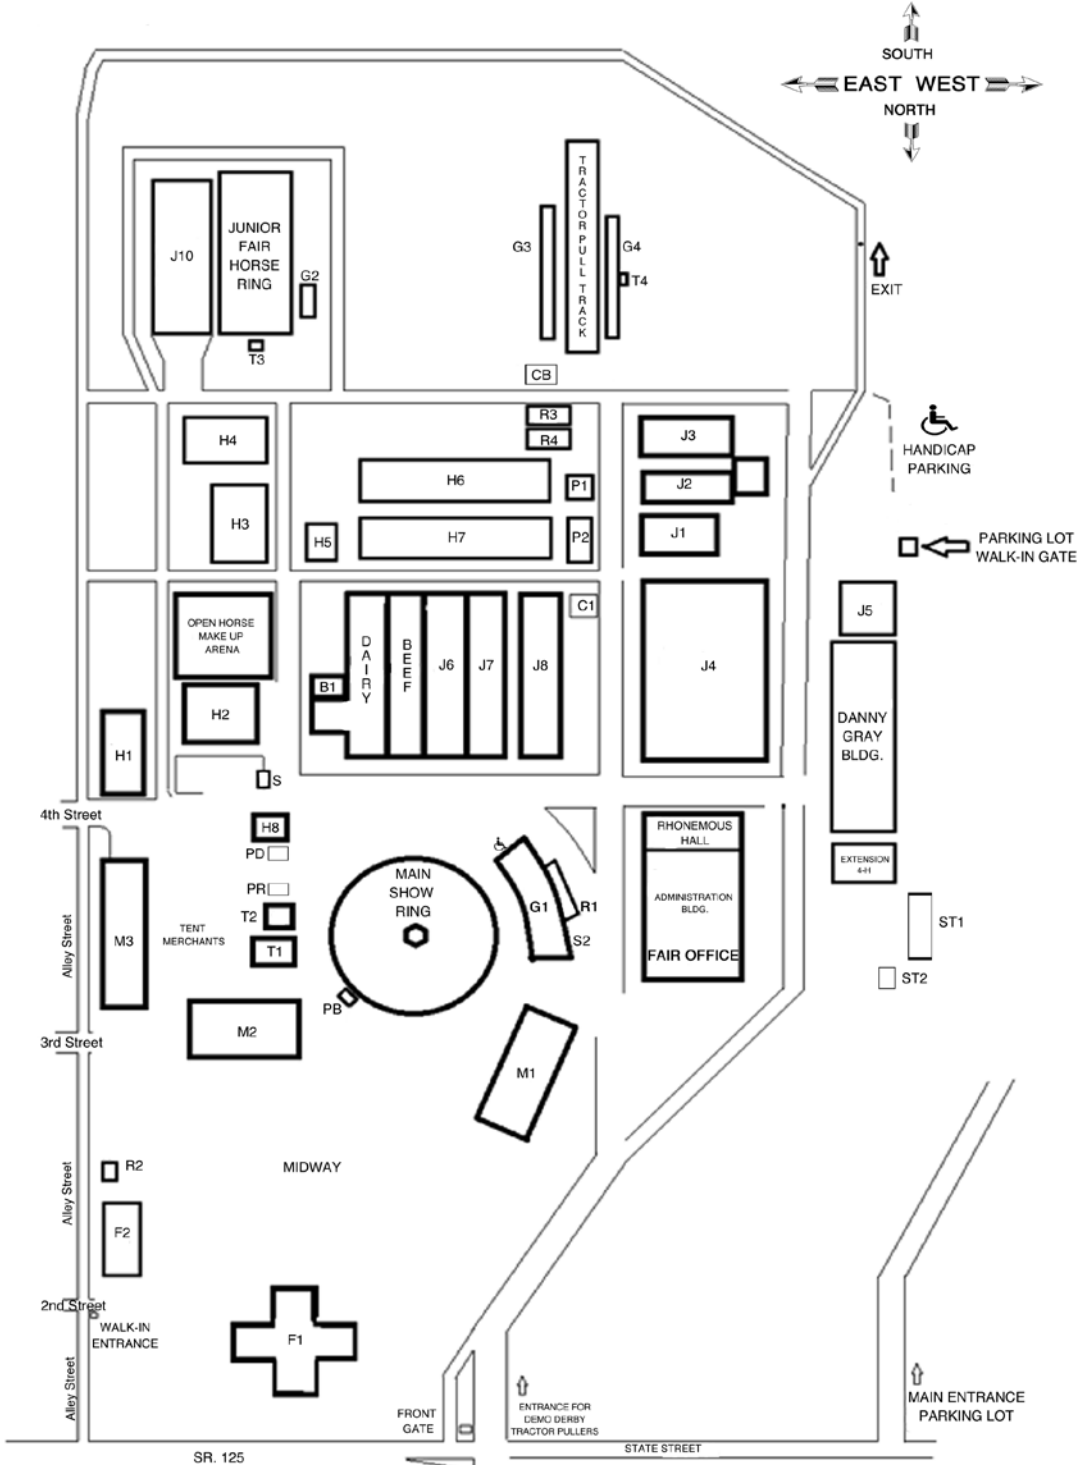 SOUTH
EAST WEST
NORTH
J10
JUNIOR
FAIR
HORSE
RING
G2
T3
G3
TRACTOR PULL TRACK
G4
T4
EXIT
CB
H4
H3
R3
R4
H6
P1
H5
H7
P2
J3
J2
J1
HANDICAP
PARKING
PARKING LOT
WALK-IN GATE
OPEN HORSE
MAKE UP
ARENA
H2
H1
S
B1
DAIRY
BEEF
J6
J7
J8
C1
J4
J5
DANNY
GRAY
BLDG.
EXTENSION
4-H
4th Street
H8
PD
PR
T2
T1
TENT
MERCHANTS
M3
Alley Street
M2
MAIN
SHOW
RING
PB
G1
R1
S2
M1
RHONEMOUS
HALL
ADMINISTRATION
BLDG.
FAIR OFFICE
ST1
ST2
3rd Street
Alley Street
R2
F2
MIDWAY
2nd Street
WALK-IN
ENTRANCE
F1
Alley Street
FRONT
GATE
ENTRANCE FOR
DEMO DERBY
TRACTOR PULLERS
MAIN ENTRANCE
PARKING LOT
SR. 125
STATE STREET